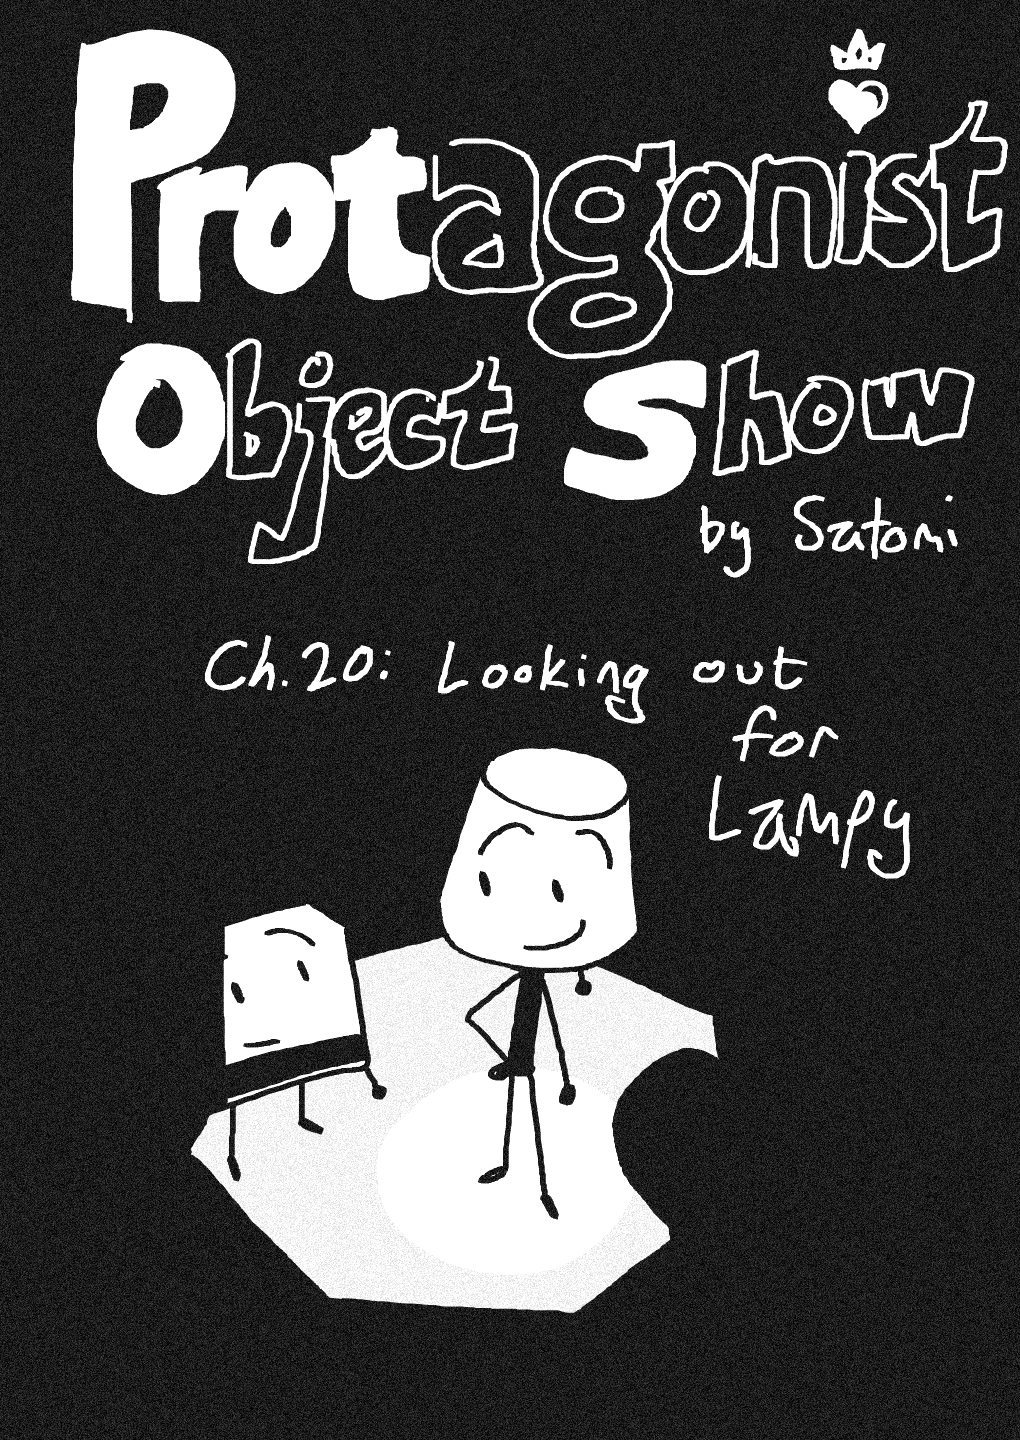 Protagonist
Object Show
by Satomi
Ch.20: Looking out
for
Lampy